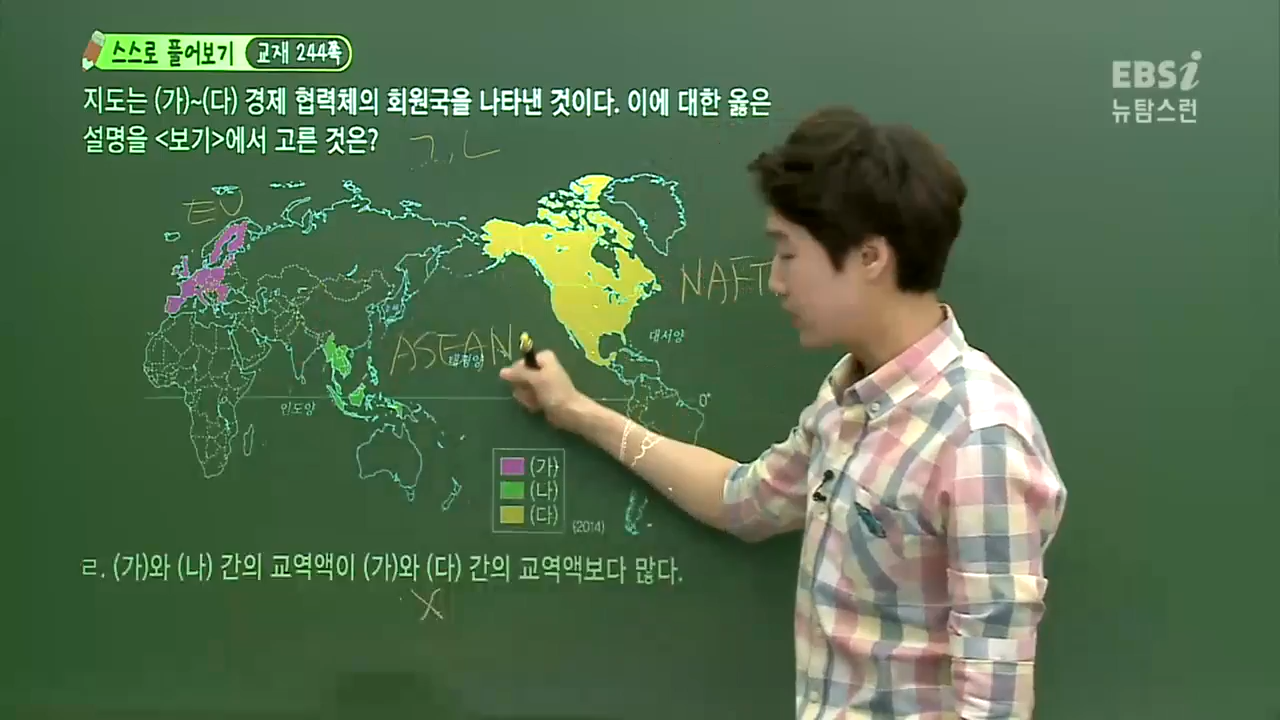 스스로 풀어보기 교재 244쪽
EBSi
뉴탐스런
지도는 (가)~(다) 경제 협력체의 회원국을 나타낸 것이다. 이에 대한 옳은
설명을 <보기>에서 고른 것은?
ㄱ, ㄴ
EU
NAFT
ASEAN
대서양
태평양
인도양
0°
(가)
(나)
(다)
(2014)
ㄹ. (가)와 (나) 간의 교역액이 (가)와 (다) 간의 교역액보다 많다.
X